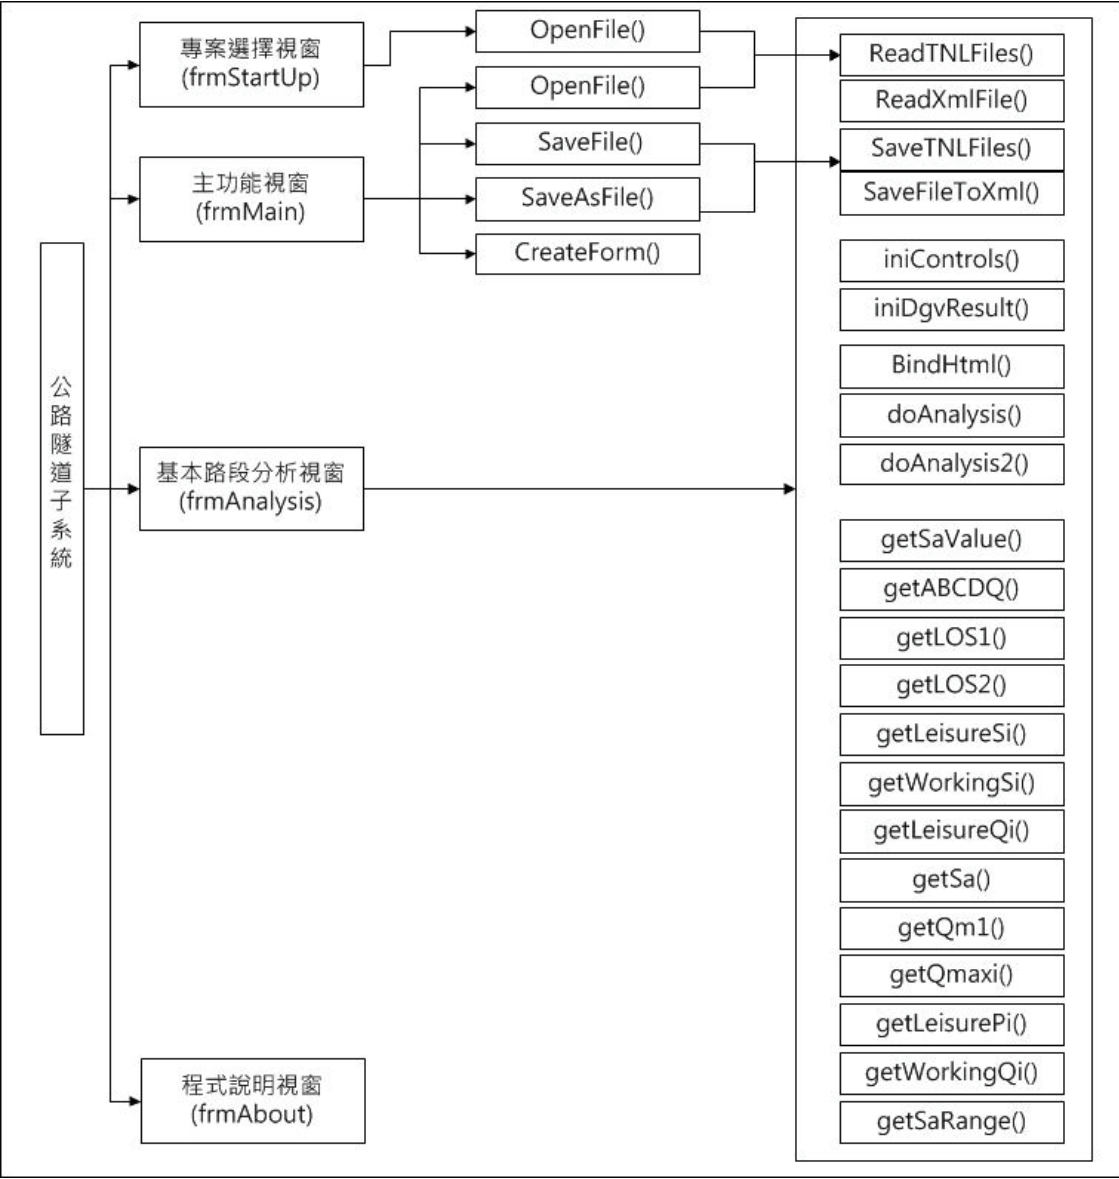 公路隧道子系統
專案選擇視窗
(frmStartUp)
主功能視窗
(frmMain)
基本路段分析視窗
(frmAnalysis)
程式說明視窗
(frmAbout)
OpenFile()
OpenFile()
SaveFile()
SaveAsFile()
CreateForm()
ReadTNLFiles()
ReadXmlFile()
SaveTNLFiles()
SaveFileToXml()
iniControls()
iniDgvResult()
BindHtml()
doAnalysis()
doAnalysis2()
getSaValue()
getABCDQ()
getLOS1()
getLOS2()
getLeisureSi()
getWorkingSi()
getLeisureQi()
getSa()
getQm1()
getQmaxi()
getLeisurePi()
getWorkingQi()
getSaRange()